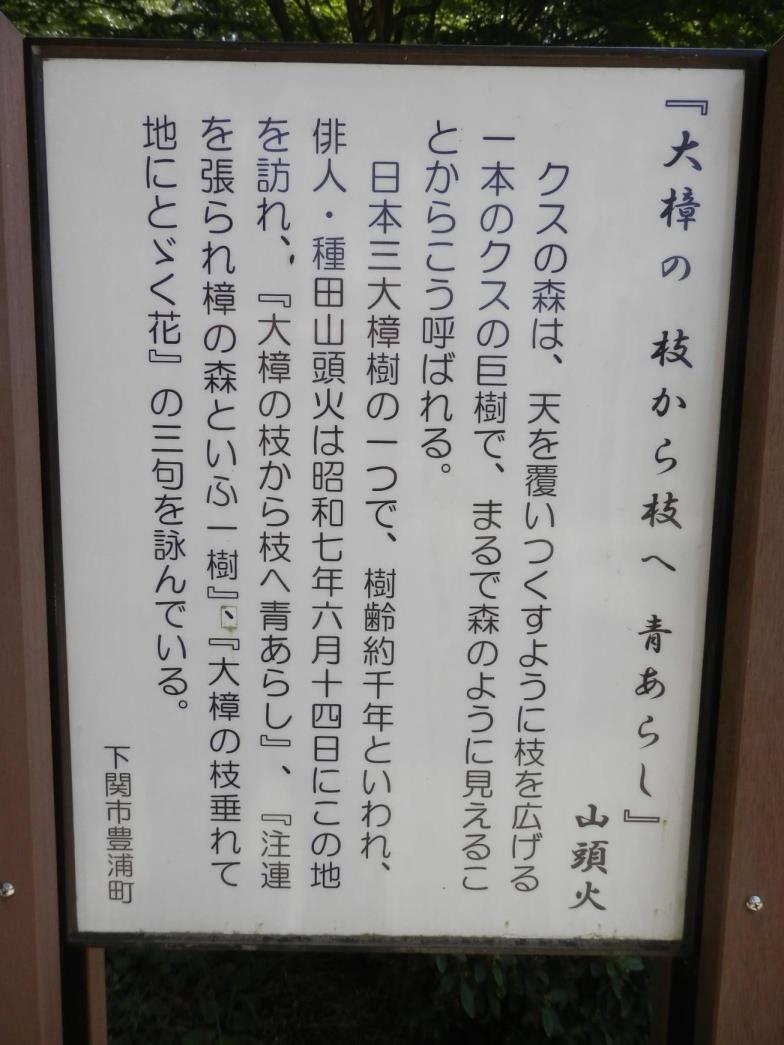 『大樟の 枝から枝へ 青あらし』
山頭火
クスの森は、天を覆いつくすように枝を広げる
一本のクスの巨樹で、まるで森のように見えるこ
とからこう呼ばれる。
日本三大樟樹の一つで、樹齢約千年といわれ、
俳人・種田山頭火は昭和七年六月十四日にこの地
を訪れ、『大樟の枝から枝へ青あらし』、『注連
を張られ樟の森といふ一樹』、『大樟の枝垂れて
地にとゞく花』の三句を詠んでいる。
下関市豊浦町